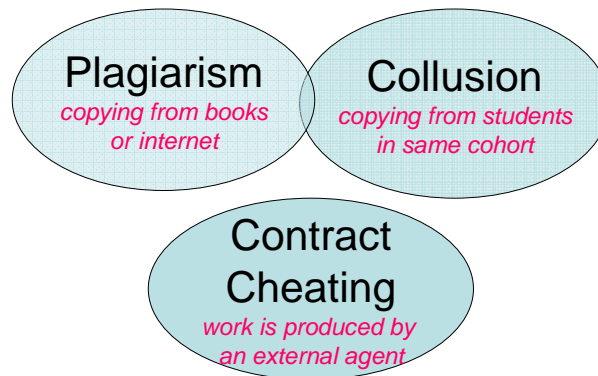 Plagiarism
copying from books
or internet
Collusion
copying from students
in same cohort
Contract
Cheating
work is produced by
an external agent